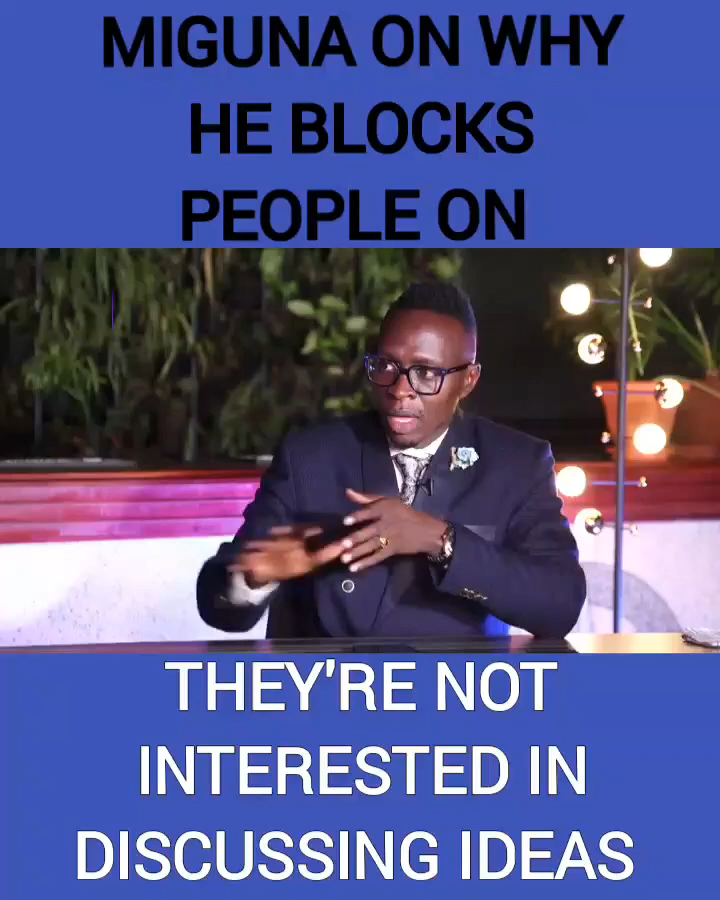 MIGUNA ON WHY
HE BLOCKS
PEOPLE ON
THEY'RE NOT
INTERESTED IN
DISCUSSING IDEAS